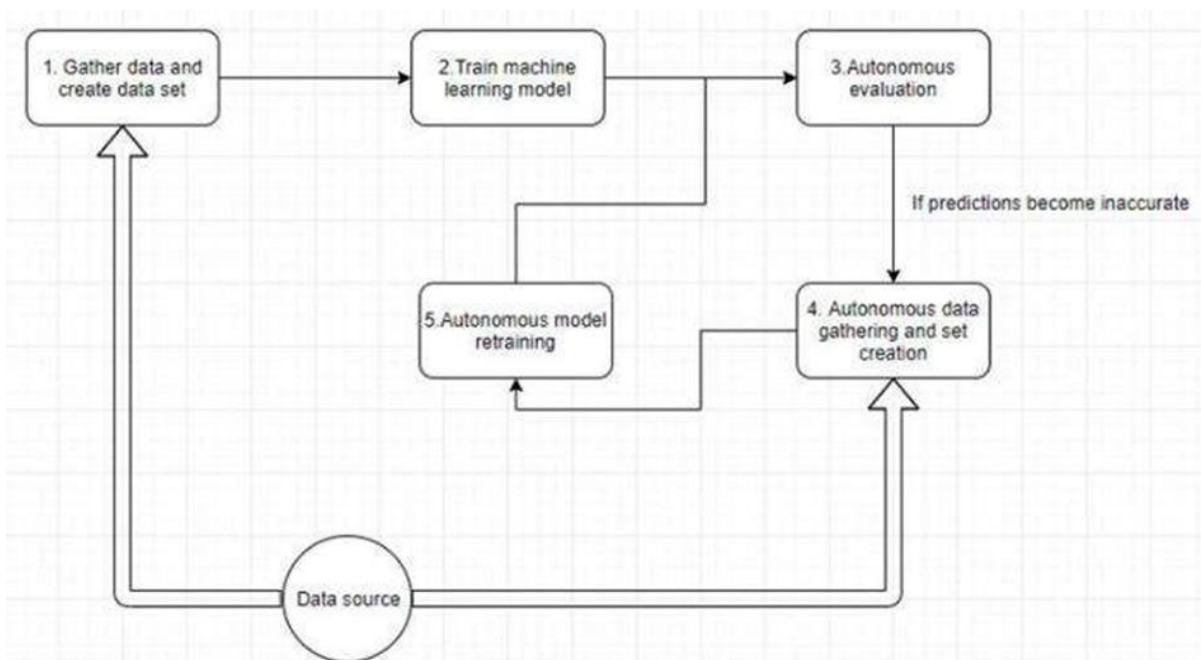 1. Gather data and
create data set
2.Train machine
learning model
3.Autonomous
evaluation
If predictions become inaccurate
5.Autonomous model
retraining
4. Autonomous data
gathering and set
creation
Data source